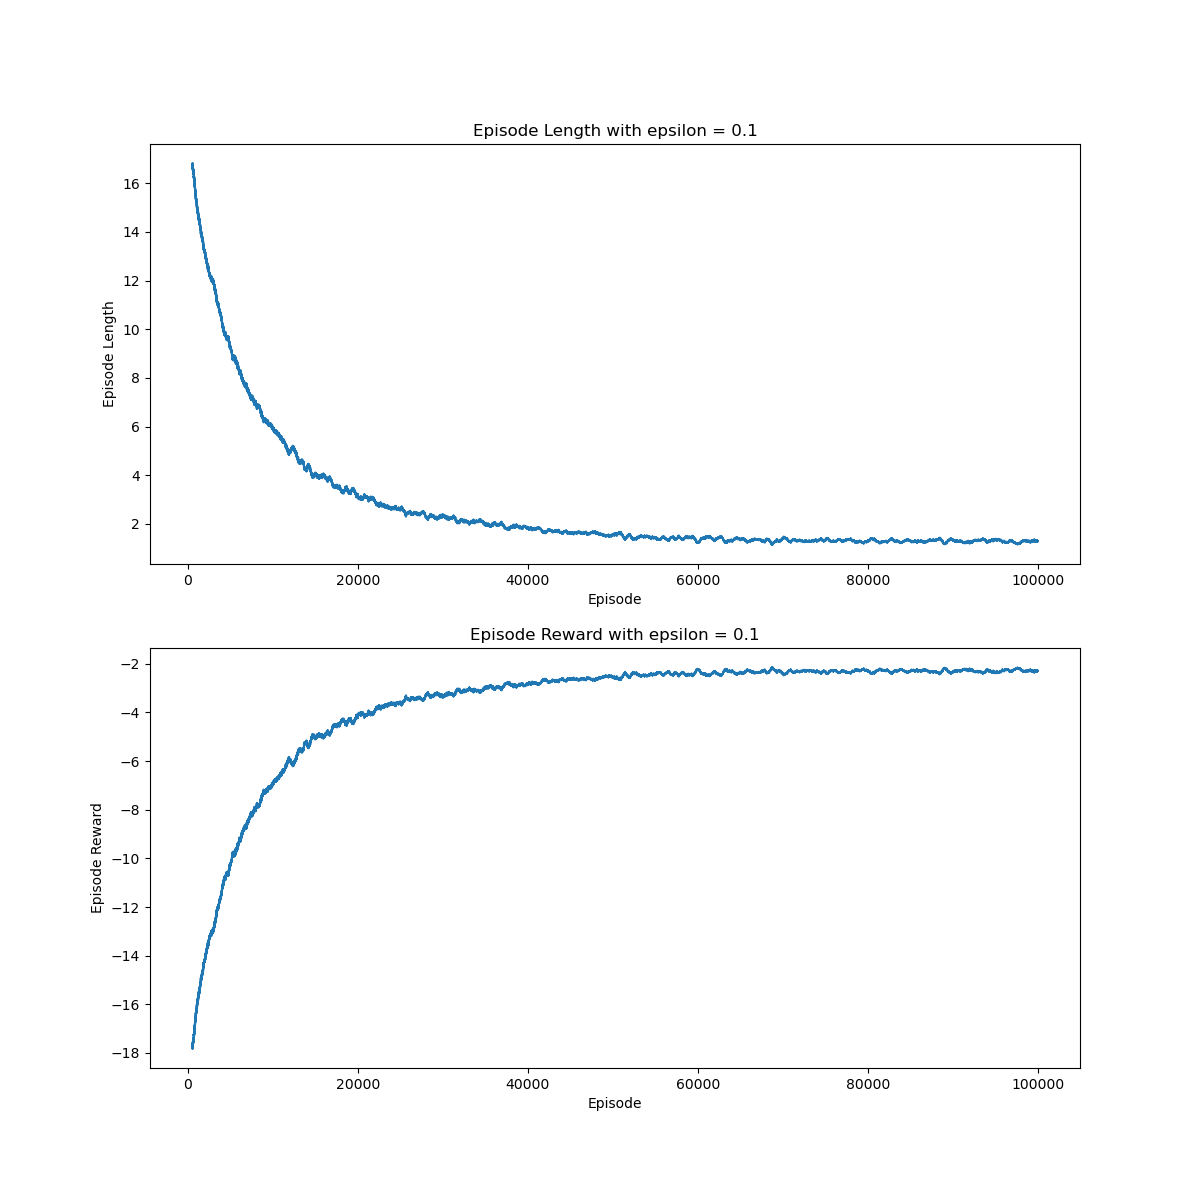 Episode Length with epsilon = 0.1
16
14
12
10
8
6
4
2
Episode Length
0 20000 40000 60000 80000 100000
Episode
Episode Reward with epsilon = 0.1
−2
−4
−6
−8
−10
−12
−14
−16
−18
Episode Reward
0 20000 40000 60000 80000 100000
Episode